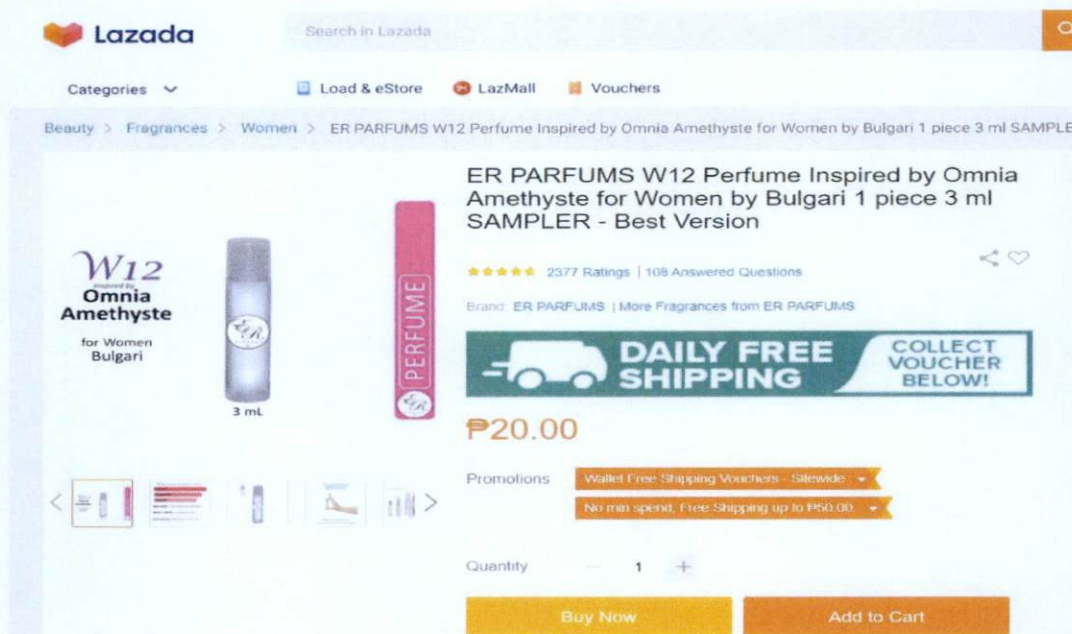 Lazada
Search in Lazada
Categories
Load & eStore
LazMall
Vouchers
Beauty > Fragrances > Women > ER PARFUMS W12 Perfume Inspired by Omnia Amethyste for Women by Bulgari 1 piece 3 ml SAMPLE
ER PARFUMS W12 Perfume Inspired by Omnia
Amethyste for Women by Bulgari 1 piece 3 ml
SAMPLER - Best Version
2377 Ratings | 108 Answered Questions
Brand: ER PARFUMS | More Fragrances from ER PARFUMS
W12
inspired by
Omnia
Amethyste
for Women
Bulgari
ER
3 mL
PERFUME
ER
DAILY FREE
SHIPPING
COLLECT
VOUCHER
BELOW!
₱20.00
Promotions
Wallet Free Shipping Vouchers - Sitewide
No min spend, Free Shipping up to ₱50.00
Quantity
1
Buy Now
Add to Cart